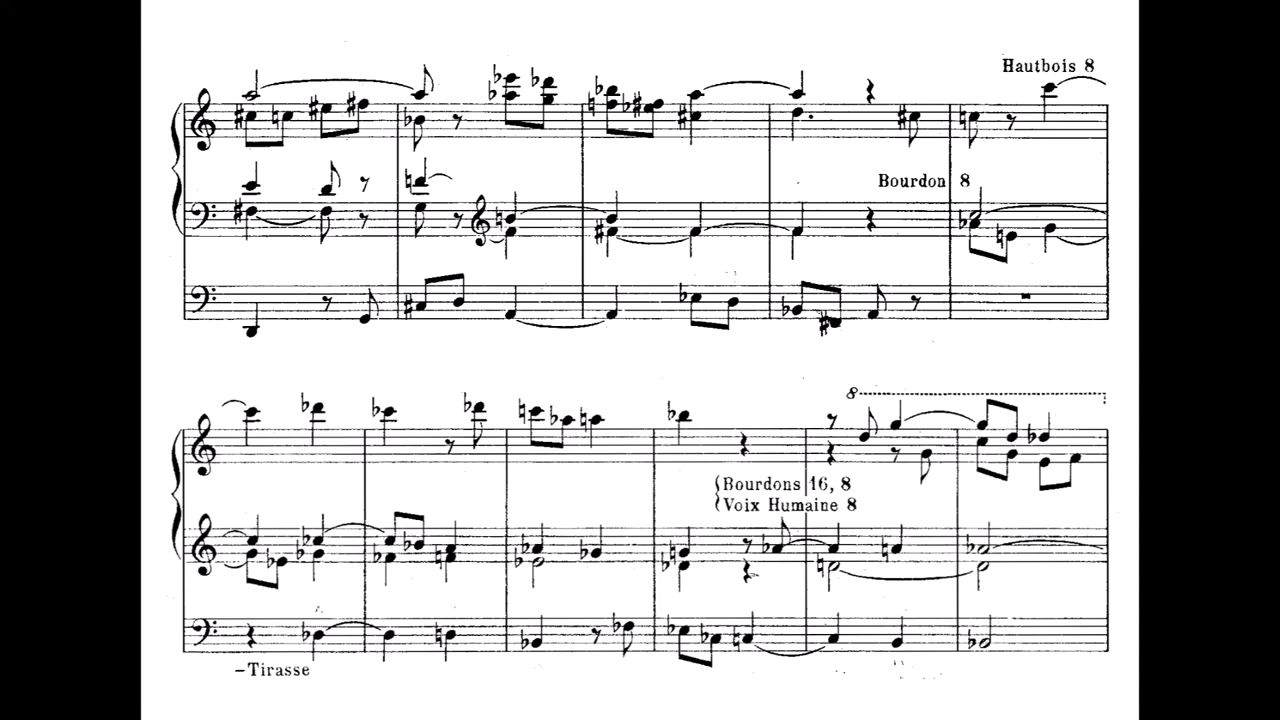 Hautbois 8
Bourdon 8
8
Bourdons 16, 8
Voix Humaine 8
–Tirasse